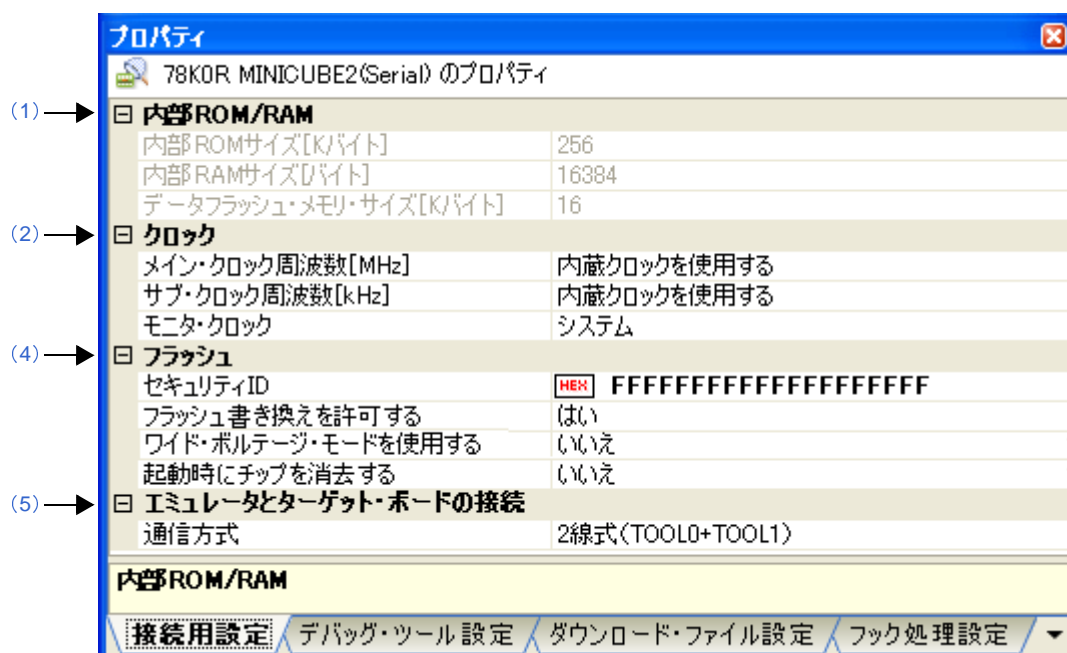 プロパティ
78K0R MINICUBE2(Serial) のプロパティ
(1) 内部ROM/RAM
内部ROMサイズ[Kバイト] 256
内部RAMサイズ[バイト] 16384
データフラッシュ・メモリ・サイズ[Kバイト] 16
(2) クロック
メイン・クロック周波数[MHz] 内蔵クロックを使用する
サブ・クロック周波数[kHz] 内蔵クロックを使用する
モニタ・クロック システム
(4) フラッシュ
セキュリティID HEX FFFFFFFFFFFFFFFFFFFF
フラッシュ書き換えを許可する はい
ワイド・ボルテージ・モードを使用する いいえ
起動時にチップを消去する いいえ
(5) エミュレータとターゲット・ボードの接続
通信方式 2線式(TOOL0+TOOL1)
内部ROM/RAM
接続用設定 デバッグ・ツール設定 ダウンロード・ファイル設定 フック処理設定